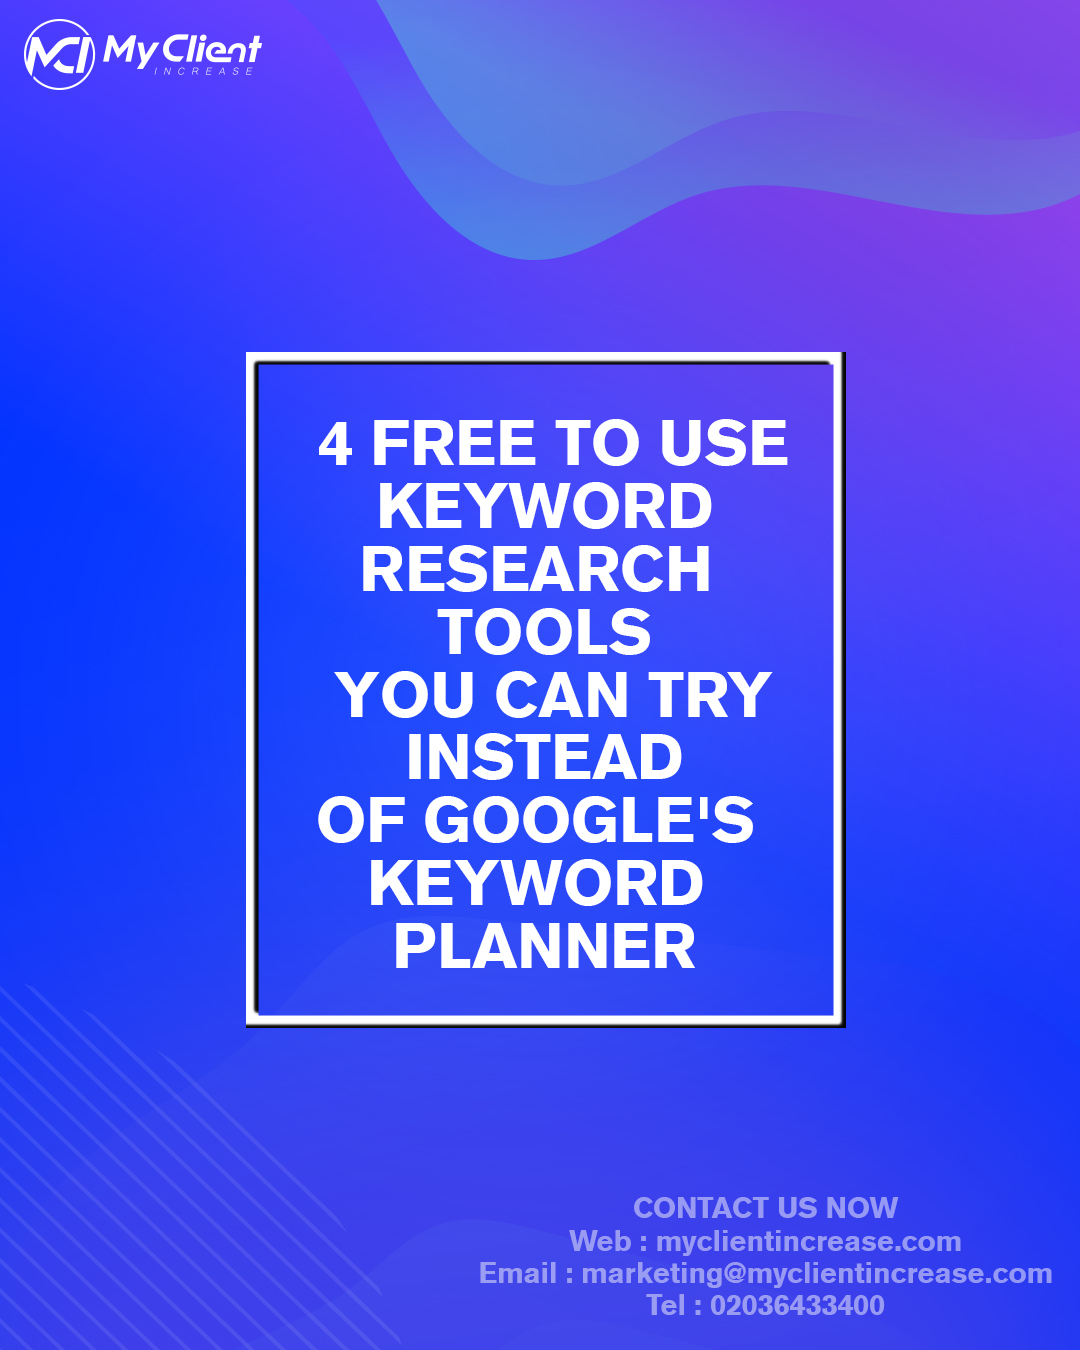 MCI
My Client
INCREASE
4 FREE TO USE
KEYWORD
RESEARCH
TOOLS
YOU CAN TRY
INSTEAD
OF GOOGLE'S
KEYWORD
PLANNER
CONTACT US NOW
Web : myclientincrease.com
Email : marketing@myclientincrease.com
Tel : 02036433400